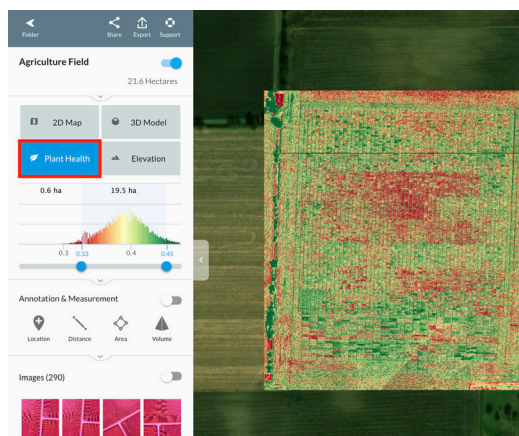 Folder
Share Export Support
Agriculture Field
21.6 Hectares
2D Map
3D Model
Plant Health
Elevation
0.6 ha 19.5 ha
0.3 0.33 0.4 0.45
Annotation & Measurement
Location Distance Area Volume
Images (290)